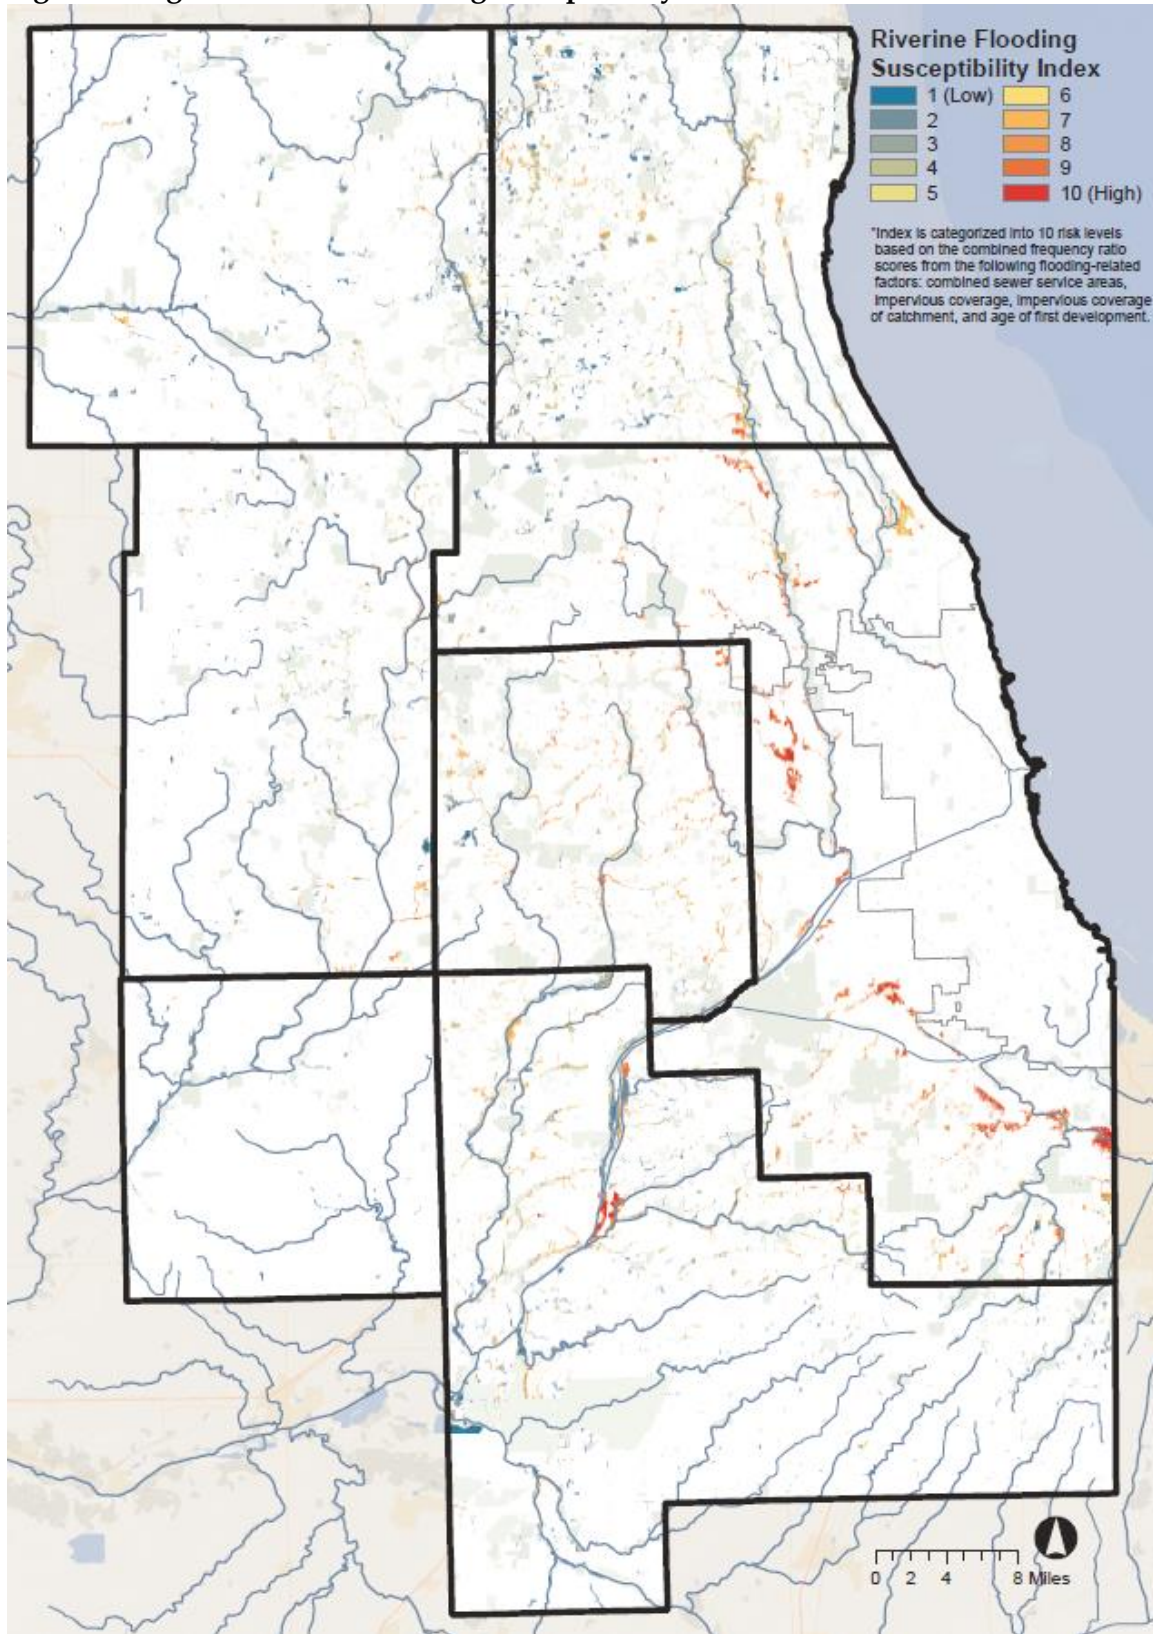 Riverine Flooding
Susceptibility Index
1 (Low)
2
3
4
5
6
7
8
9
10 (High)
*Index is categorized into 10 risk levels
based on the combined frequency ratio
scores from the following flooding-related
factors: combined sewer service areas,
impervious coverage, impervious coverage
of catchment, and age of first development.
0 2 4 8 Miles